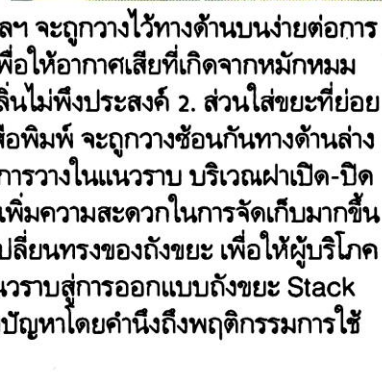 ลฯ จะถูกวางไว้ทางด้านบนง่ายต่อการ
พื่อให้อากาศเสียที่เกิดจากหมักหมม
ลิ่นไม่พึงประสงค์ 2. ส่วนใส่ขยะที่ย่อย
สือพิมพ์ จะถูกวางซ้อนกันทางด้านล่าง
การวางในแนวราบ บริเวณฝาเปิด-ปิด
เพิ่มความสะดวกในการจัดเก็บมากขึ้น
ปลี่ยนทรงของถังขยะ เพื่อให้ผู้บริโภค
นวราบสู่การออกแบบถังขยะ Stack
ปัญหาโดยคำนึงถึงพฤติกรรมการใช้